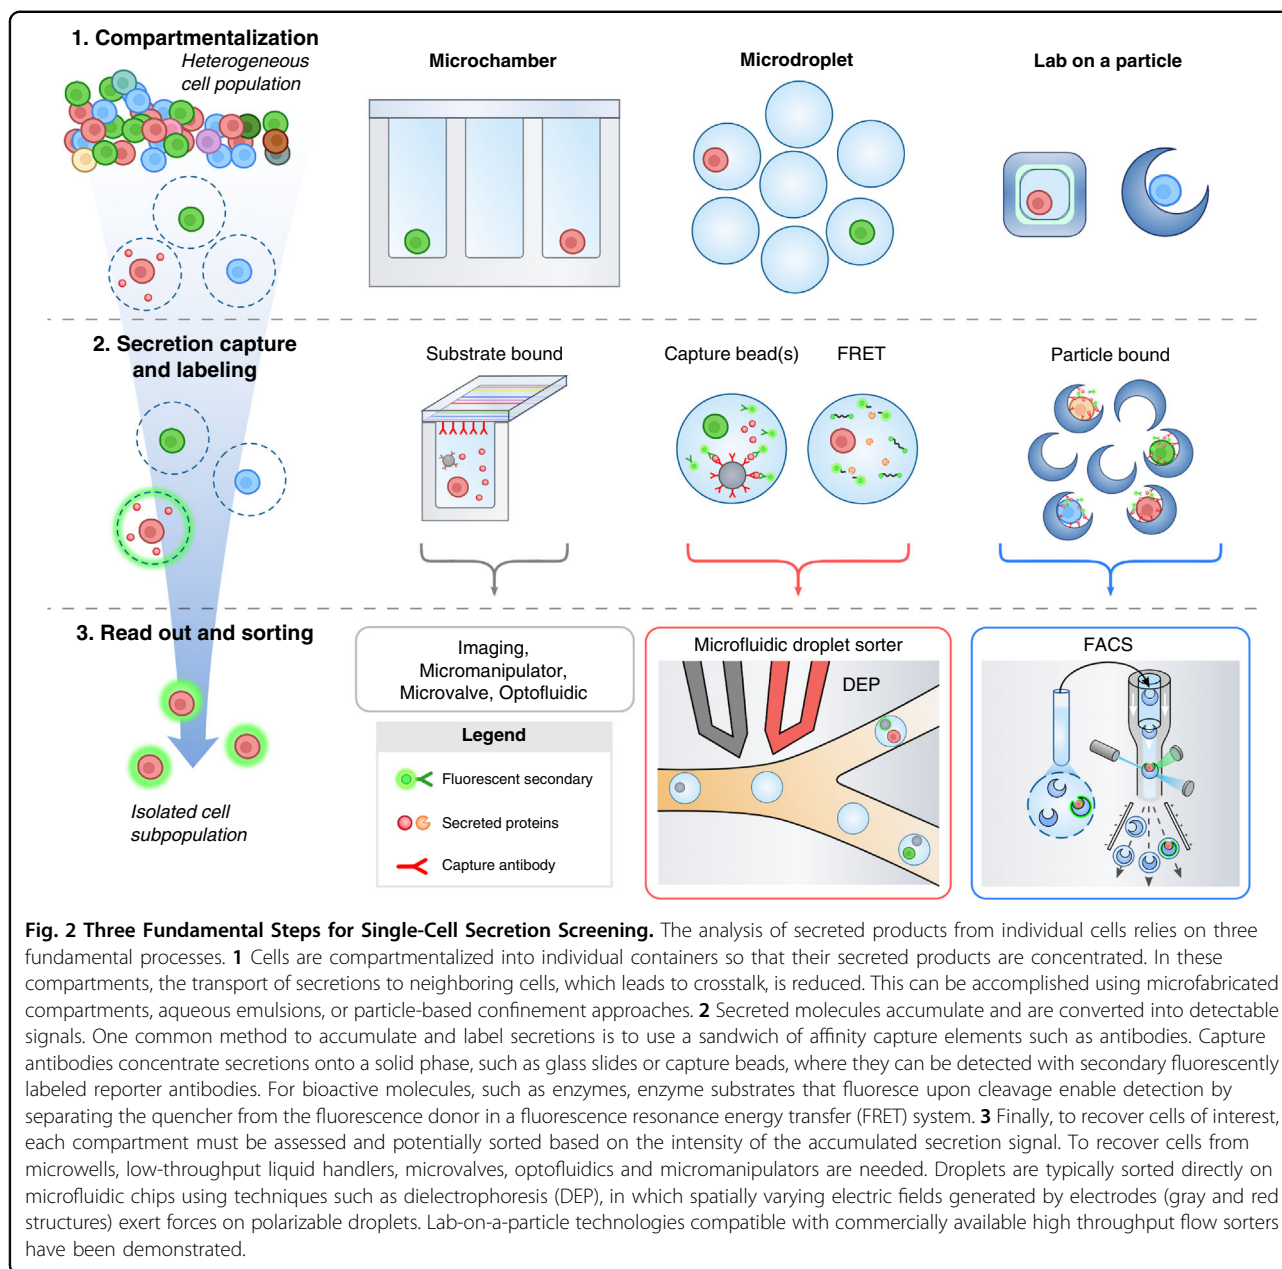 1. Compartmentalization
Heterogeneous
cell population
Microchamber
Microdroplet
Lab on a particle
2. Secretion capture
and labeling
Substrate bound
Capture bead(s)
FRET
Particle bound
3. Read out and sorting
Isolated cell
subpopulation
Imaging,
Micromanipulator,
Microvalve, Optofluidic
Legend
Fluorescent secondary
Secreted proteins
Capture antibody
Microfluidic droplet sorter
DEP
FACS
Fig. 2 Three Fundamental Steps for Single-Cell Secretion Screening. The analysis of secreted products from individual cells relies on three
fundamental processes. 1 Cells are compartmentalized into individual containers so that their secreted products are concentrated. In these
compartments, the transport of secretions to neighboring cells, which leads to crosstalk, is reduced. This can be accomplished using microfabricated
compartments, aqueous emulsions, or particle-based confinement approaches. 2 Secreted molecules accumulate and are converted into detectable
signals. One common method to accumulate and label secretions is to use a sandwich of affinity capture elements such as antibodies. Capture
antibodies concentrate secretions onto a solid phase, such as glass slides or capture beads, where they can be detected with secondary fluorescently
labeled reporter antibodies. For bioactive molecules, such as enzymes, enzyme substrates that fluoresce upon cleavage enable detection by
separating the quencher from the fluorescence donor in a fluorescence resonance energy transfer (FRET) system. 3 Finally, to recover cells of interest,
each compartment must be assessed and potentially sorted based on the intensity of the accumulated secretion signal. To recover cells from
microwells, low-throughput liquid handlers, microvalves, optofluidics and micromanipulators are needed. Droplets are typically sorted directly on
microfluidic chips using techniques such as dielectrophoresis (DEP), in which spatially varying electric fields generated by electrodes (gray and red
structures) exert forces on polarizable droplets. Lab-on-a-particle technologies compatible with commercially available high throughput flow sorters
have been demonstrated.